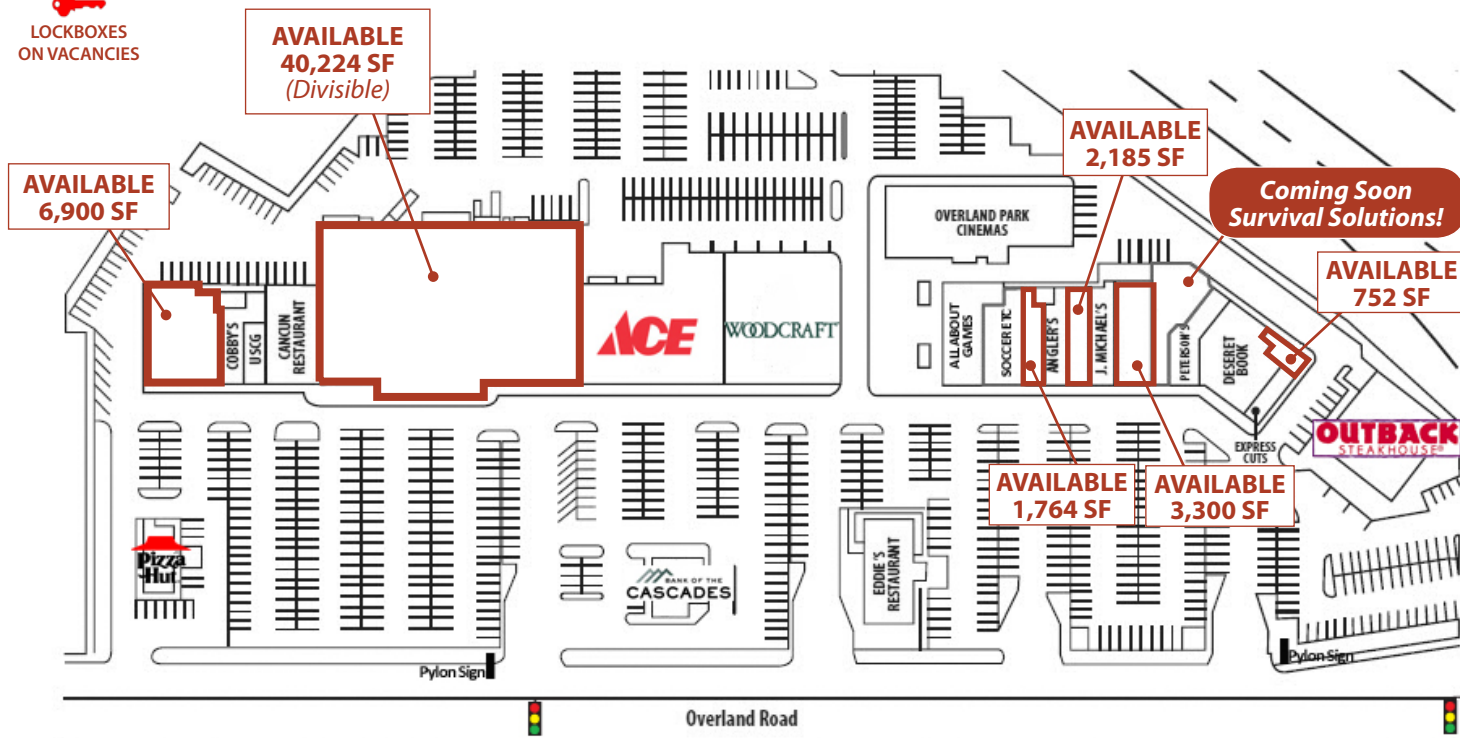 LOCKBOXES
ON VACANCIES
AVAILABLE
40,224 SF
(Divisible)
AVAILABLE
6,900 SF
AVAILABLE
2,185 SF
Coming Soon
Survival Solutions!
AVAILABLE
752 SF
OVERLAND PARK
CINEMAS
COBBY'S
USCG
CANCUN
RESTAURANT
ACE
WOODCRAFT
ALL ABOUT
GAMES
SOCCER ETC
ANGLER'S
J. MICHAEL'S
PETERSON'S
DESERET
BOOK
EXPRESS
CUTS
OUTBACK
STEAKHOUSE®
AVAILABLE
1,764 SF
AVAILABLE
3,300 SF
Pizza
Hut
BANK OF THE
CASCADES
EDDIE'S
RESTAURANT
Pylon Sign
Pylon Sign
Overland Road